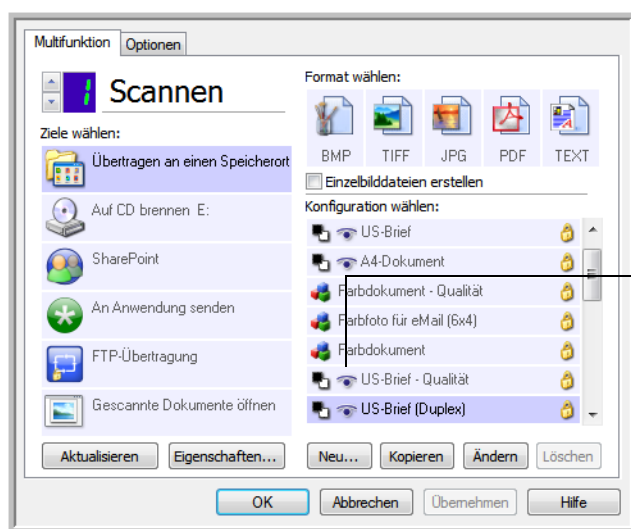 Multifunktion
Optionen
1
Scannen
Ziele wählen:
Übertragen an einen Speicherort
Auf CD brennen E:
SharePoint
An Anwendung senden
FTP-Übertragung
Gescannte Dokumente öffnen
Aktualisieren
Eigenschaften...
Format wählen:
BMP
TIFF
JPG
PDF
TEXT
Einzelbilddateien erstellen
Konfiguration wählen:
US-Brief
A4-Dokument
Farbdokument - Qualität
Farbfoto für eMail (6x4)
Farbdokument
US-Brief - Qualität
US-Brief (Duplex)
Neu...
Kopieren
Ändern
Löschen
OK
Abbrechen
Übernehmen
Hilfe